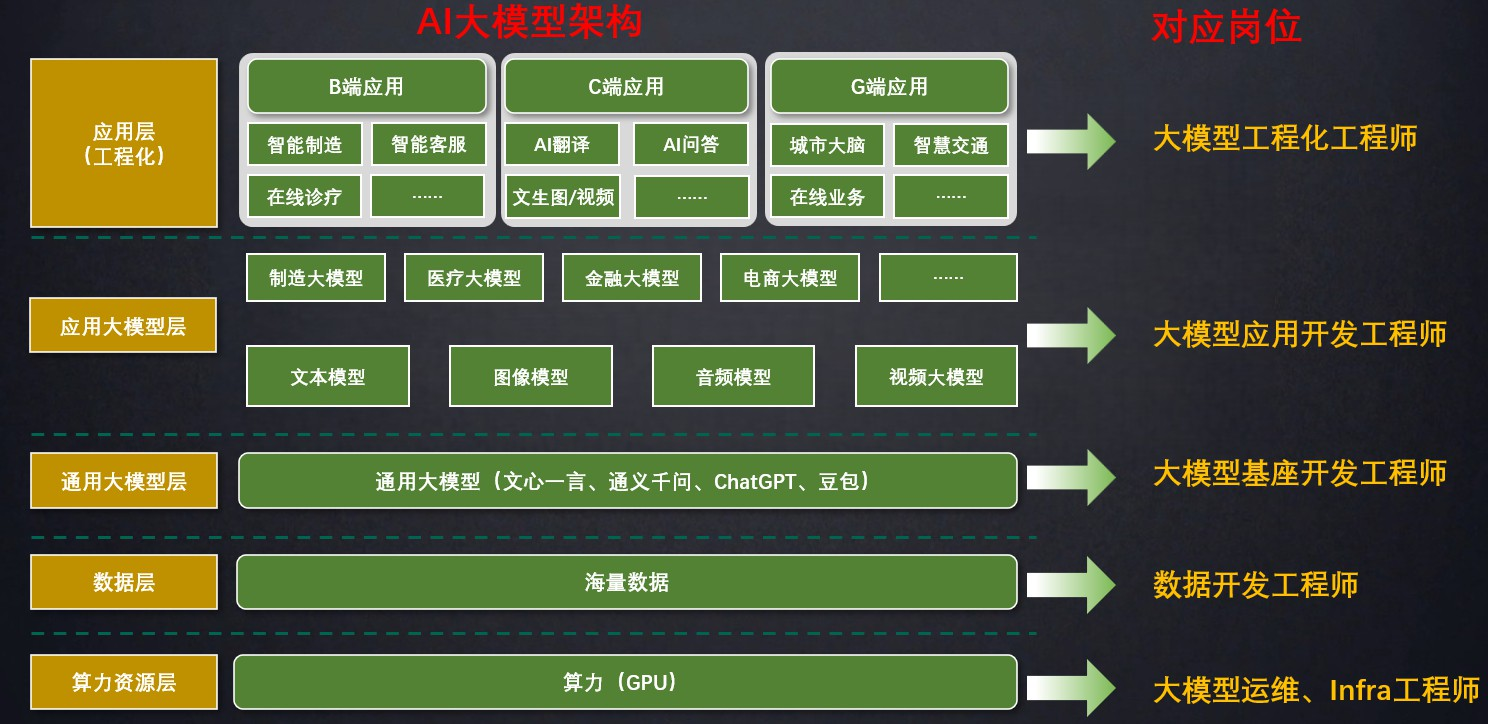 AI大模型架构
对应岗位
应用层
（工程化）
B端应用
智能制造
智能客服
在线诊疗
......
C端应用
AI翻译
AI问答
文生图/视频
......
G端应用
城市大脑
智慧交通
在线业务
......
大模型工程化工程师
应用大模型层
制造大模型
医疗大模型
金融大模型
电商大模型
......
文本模型
图像模型
音频模型
视频大模型
大模型应用开发工程师
通用大模型层
通用大模型（文心一言、通义千问、ChatGPT、豆包）
大模型基座开发工程师
数据层
海量数据
数据开发工程师
算力资源层
算力（GPU）
大模型运维、Infra工程师